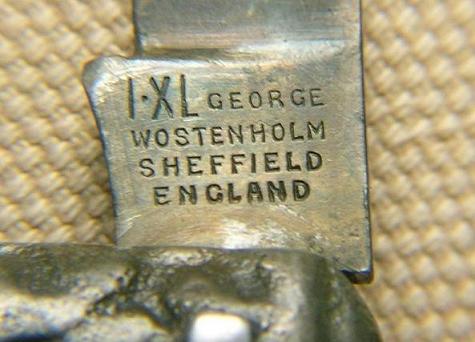 I·XL GEORGE
WOSTENHOLM
SHEFFIELD
ENGLAND